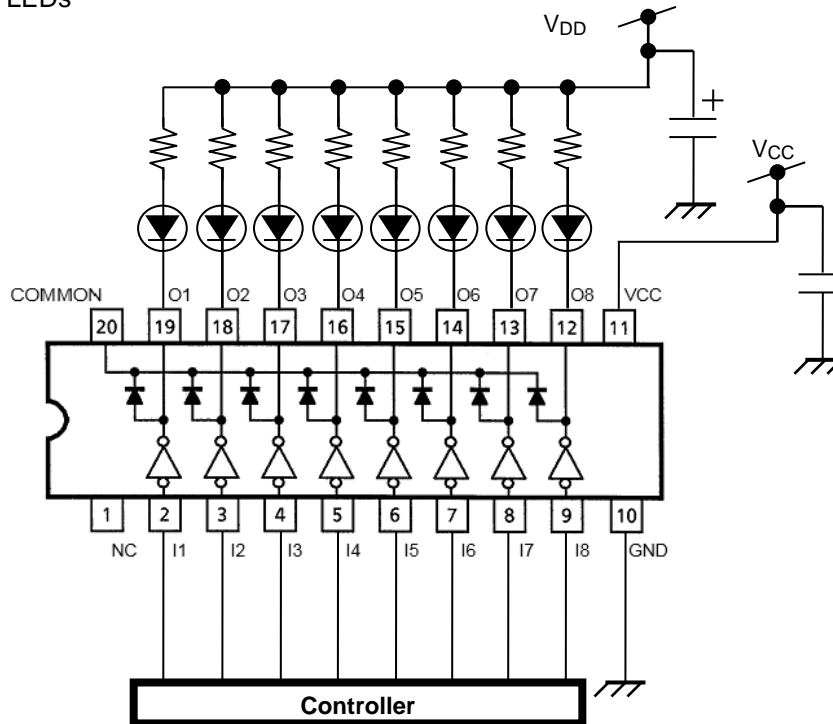 LEDs
VDD
+
VCC
COMMON O1 O2 O3 O4 O5 O6 O7 O8 VCC
20 19 18 17 16 15 14 13 12 11
1 2 3 4 5 6 7 8 9 10
NC I1 I2 I3 I4 I5 I6 I7 I8 GND
Controller